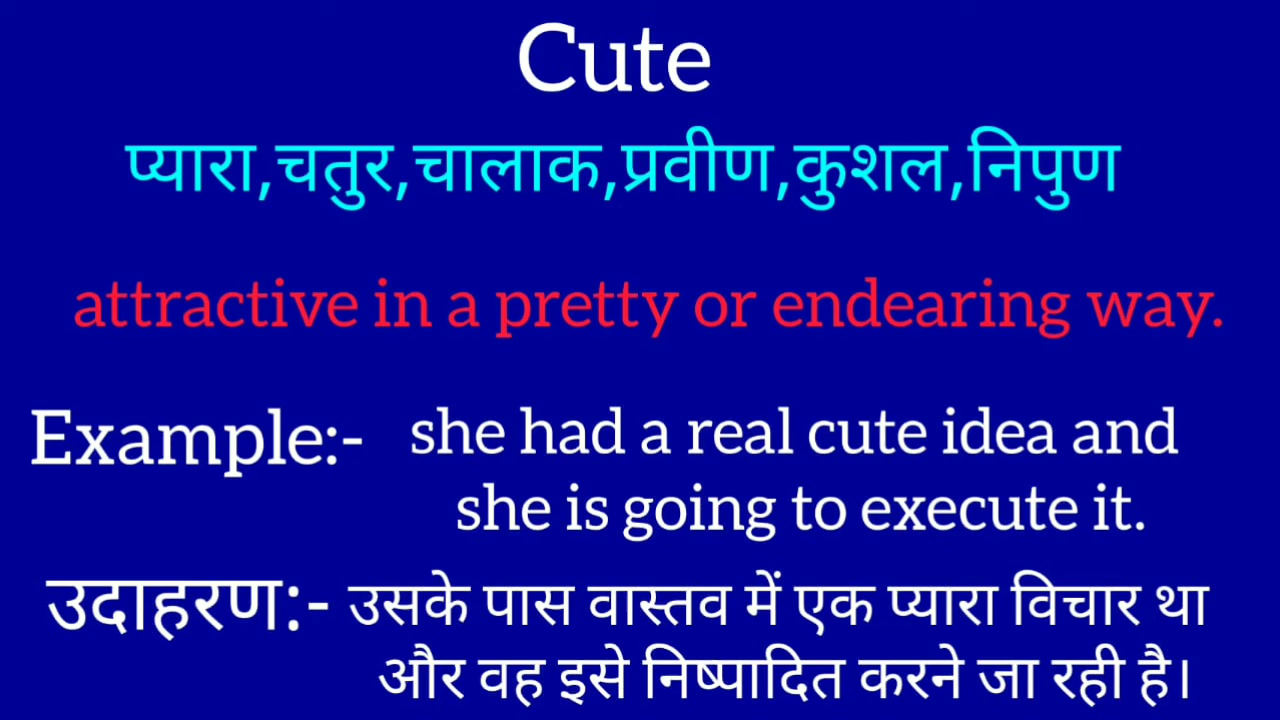 Cute
प्यारा,चतुर,चालाक,प्रवीण,कुशल,निपुण
attractive in a pretty or endearing way.
Example:- she had a real cute idea and
she is going to execute it.
उदाहरण:- उसके पास वास्तव में एक प्यारा विचार था
और वह इसे निष्पादित करने जा रही है।